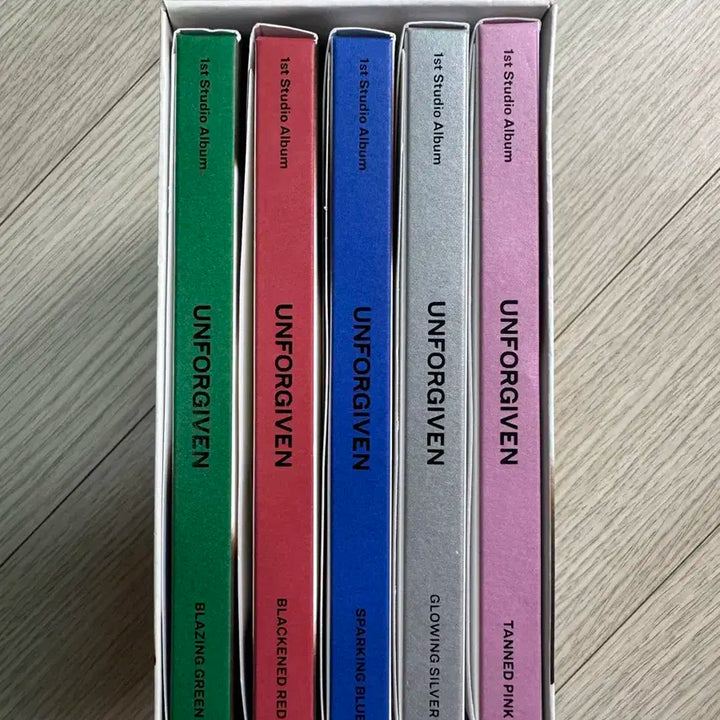 1st Studio Album
UNFORGIVEN
BLAZING GREEN
1st Studio Album
UNFORGIVEN
BLACKENED RED
1st Studio Album
UNFORGIVEN
SPARKING BLUE
1st Studio Album
UNFORGIVEN
GLOWING SILVER
1st Studio Album
UNFORGIVEN
TANNED PINK